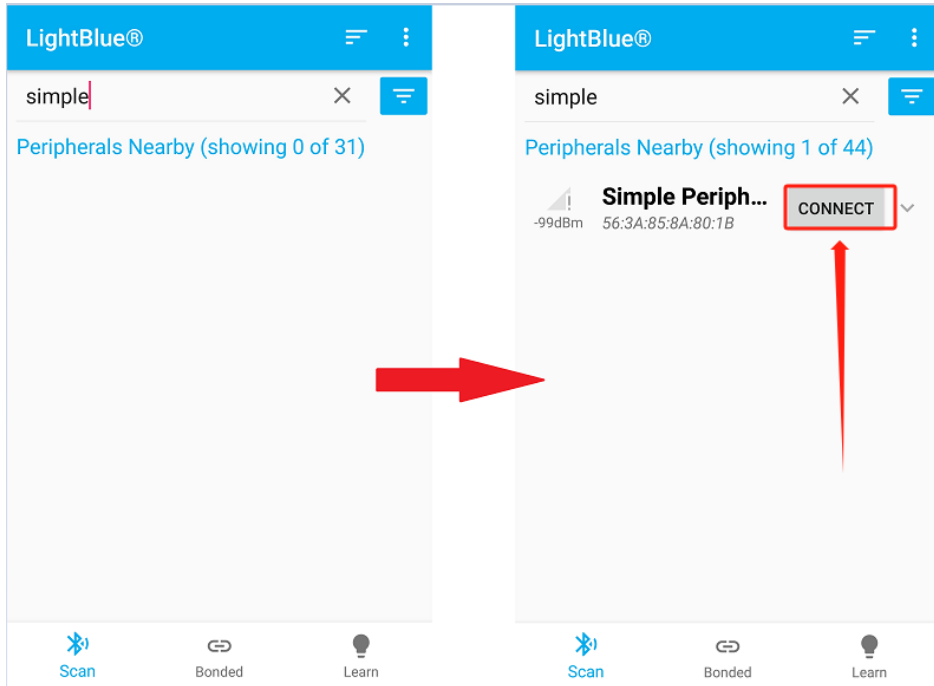 LightBlue®
simple
Peripherals Nearby (showing 0 of 31)
Scan
Bonded
Learn
LightBlue®
simple
Peripherals Nearby (showing 1 of 44)
Simple Periph...
CONNECT
-99dBm
56:3A:85:8A:80:1B
Scan
Bonded
Learn